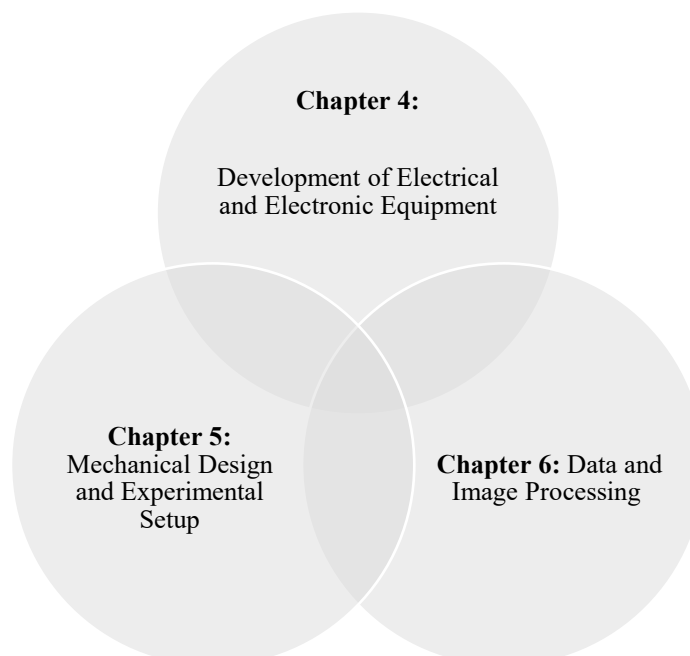 Chapter 4:
Development of Electrical
and Electronic Equipment
Chapter 5:
Mechanical Design
and Experimental
Setup
Chapter 6: Data and
Image Processing